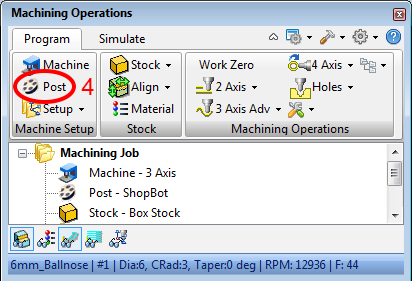 Machining Operations
Program Simulate
Machine Work Zero 4 Axis
Post 4 Stock Align 2 Axis Holes
Setup Material 3 Axis Adv
Machine Setup Stock Machining Operations
Machining Job
Machine - 3 Axis
Post - ShopBot
Stock - Box Stock
6mm_Ballnose | #1 | Dia:6, CRad:3, Taper:0 deg | RPM: 12936 | F: 44